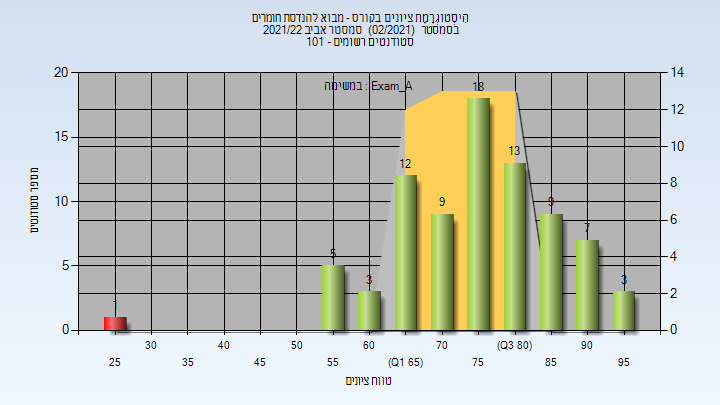 הִיסְטוֹגְרָמַת ציונים בקורס - מבוא להנדסת חומרים
בסמסטר (02/2021) סמסטר אביב 2021/22
סטודנטים רשומים - 101
במשימה : Exam_A
מספר סטודנטים
20
15
10
5
0
14
12
10
8
6
4
2
0
1
5
3
12
9
18
13
9
7
3
30 40 50 60 70 (Q3 80) 90
25 35 45 55 (Q1 65) 75 85 95
טווח ציונים